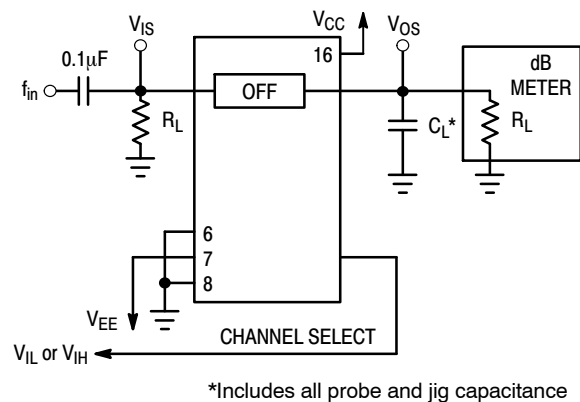 V_IS
V_CC
V_OS
0.1μF
16
dB
METER
f_in
OFF
R_L
C_L*
R_L
6
7
8
V_EE
CHANNEL SELECT
V_IL or V_IH
*Includes all probe and jig capacitance